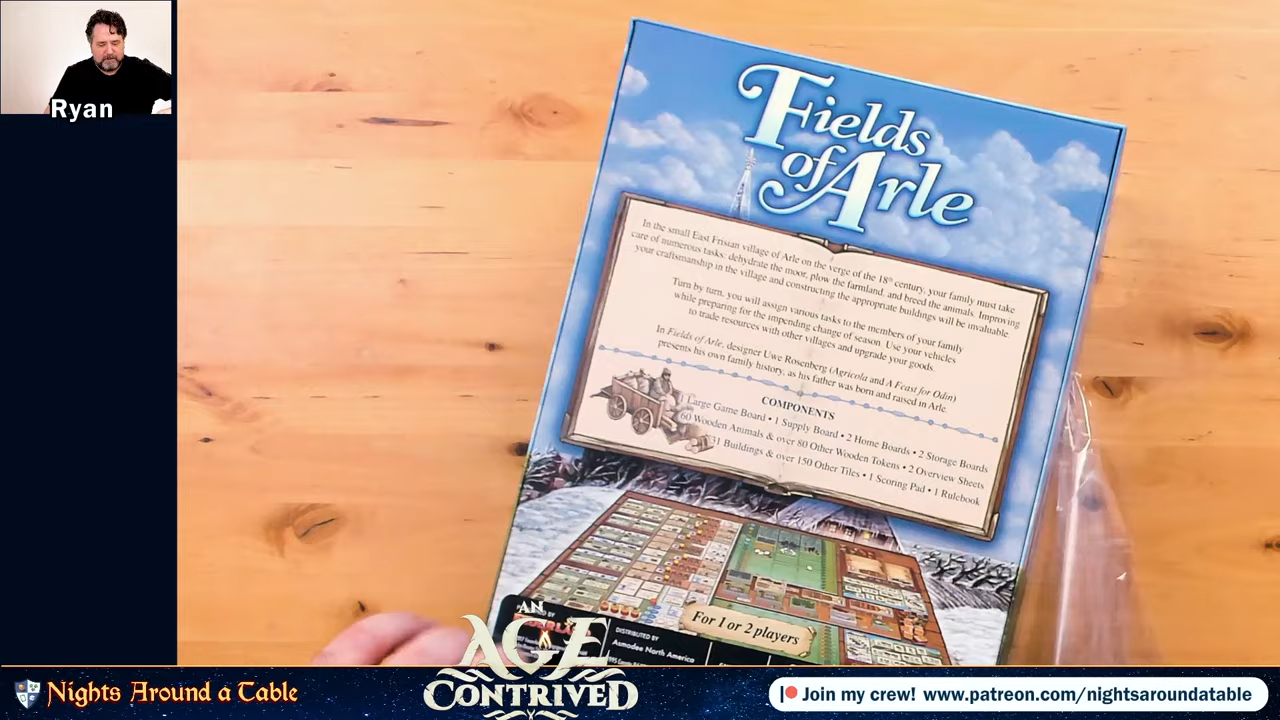 Ryan
Fields
of Arle
In the small East Frisian village of Arle on the verge of the 18th century, your family must take
care of numerous tasks: dehydrate the moor, plow the farmland, and breed the animals. Improving
your craftsmanship in the village and constructing the appropriate buildings will be invaluable.
Turn by turn, you will assign various tasks to the members of your family
while preparing for the impending change of season. Use your vehicles
to trade resources with other villages and upgrade your goods.
In Fields of Arle, designer Uwe Rosenberg (Agricola and A Feast for Odin)
presents his own family history, as his father was born and raised in Arle.
COMPONENTS
Large Game Board • 1 Supply Board • 2 Home Boards • 2 Storage Boards
60 Wooden Animals & over 80 Other Wooden Tokens • 2 Overview Sheets
31 Buildings & over 150 Other Tiles • 1 Scoring Pad • 1 Rulebook
For 1 or 2 players
DISTRIBUTED BY
Asmodee North America
AN
AGE
CONTRIVED
Nights Around a Table
Join my crew! www.patreon.com/nightsaroundatable